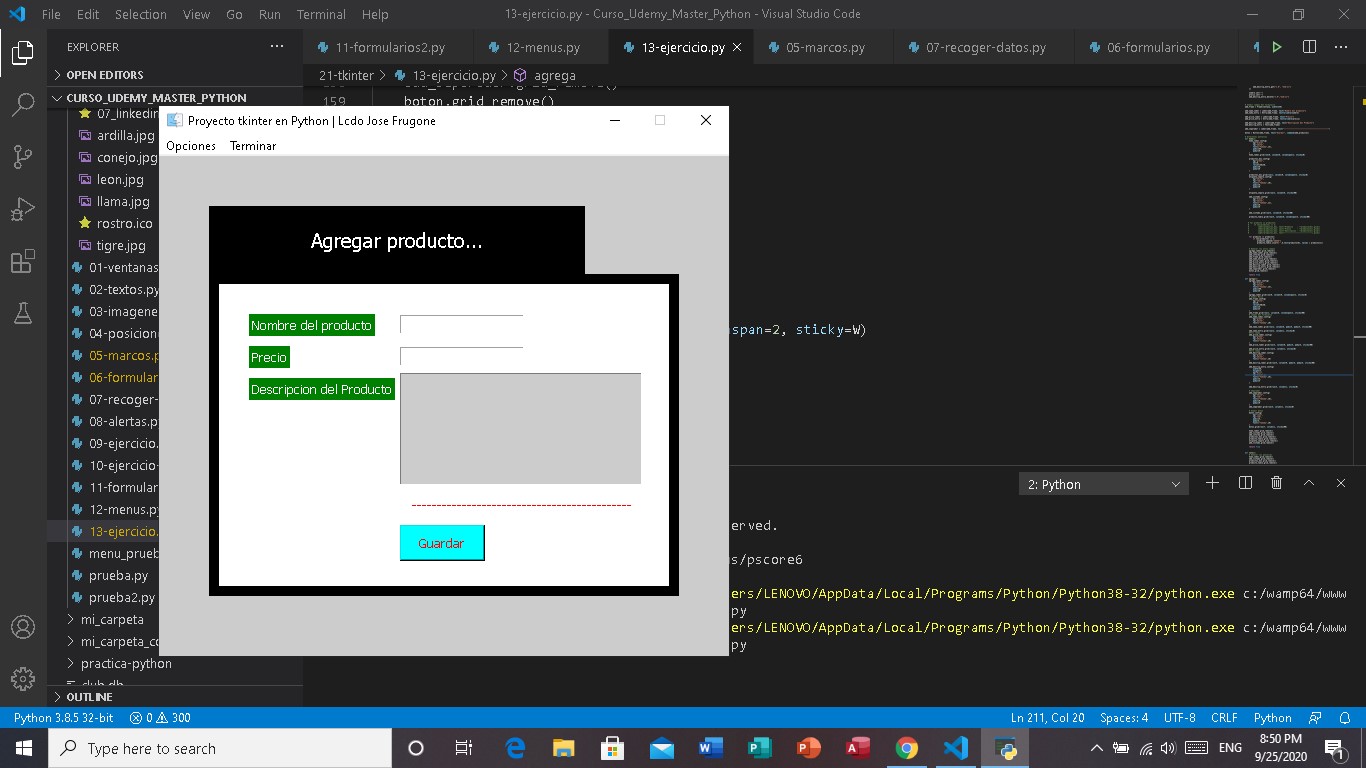 File Edit Selection View Go Run Terminal Help 13-ejercicio.py - Curso_Udemy_Master_Python - Visual Studio Code
EXPLORER
11-formularios2.py 12-menus.py 13-ejercicio.py 05-marcos.py 07-recoger-datos.py 06-formularios.py
OPEN EDITORS
21-tkinter 13-ejercicio.py agrega
CURSO_UDEMY_MASTER_PYTHON
159 boton.grid_remove()
07_linkedin
ardilla.jpg
conejo.jpg
leon.jpg
llama.jpg
rostro.ico
tigre.jpg
01-ventanas
02-textos.py
03-imagene
04-posicion
05-marcos.p
06-formular
07-recoger-
08-alertas.p
09-ejercicio.
10-ejercicio-
11-formular
12-menus.py
13-ejercicio.
menu_prueb
prueba.py
prueba2.py
mi_carpeta
mi_carpeta_co
practica-python
club.db
OUTLINE
Proyecto tkinter en Python | Lcdo Jose Frugone
Opciones Terminar
Agregar producto...
Nombre del producto
Precio
Descripcion del Producto
--------------------------------------------
Guardar
span=2, sticky=W)
2: Python
erved.
s/pscore6
ers/LENOVO/AppData/Local/Programs/Python/Python38-32/python.exe c:/wamp64/www
py
ers/LENOVO/AppData/Local/Programs/Python/Python38-32/python.exe c:/wamp64/www
py
Python 3.8.5 32-bit 0 300 Ln 211, Col 20 Spaces: 4 UTF-8 CRLF Python
Type here to search
ENG
8:50 PM
9/25/2020
1